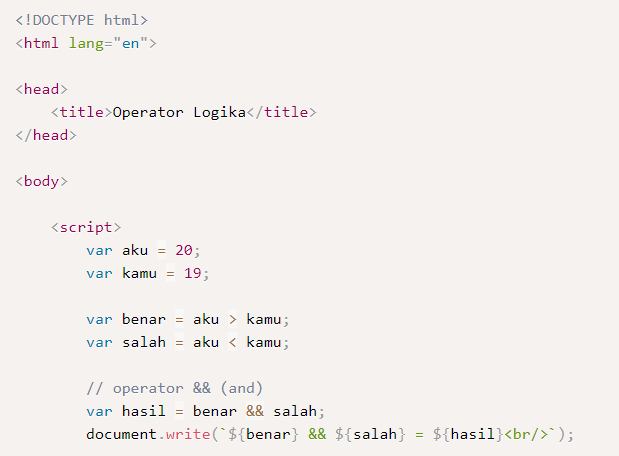 <!DOCTYPE html>
<html lang="en">
<head>
<title>Operator Logika</title>
</head>
<body>
<script>
var aku = 20;
var kamu = 19;
var benar = aku > kamu;
var salah = aku < kamu;
// operator && (and)
var hasil = benar && salah;
document.write(`${benar} && ${salah} = ${hasil}<br/>`);